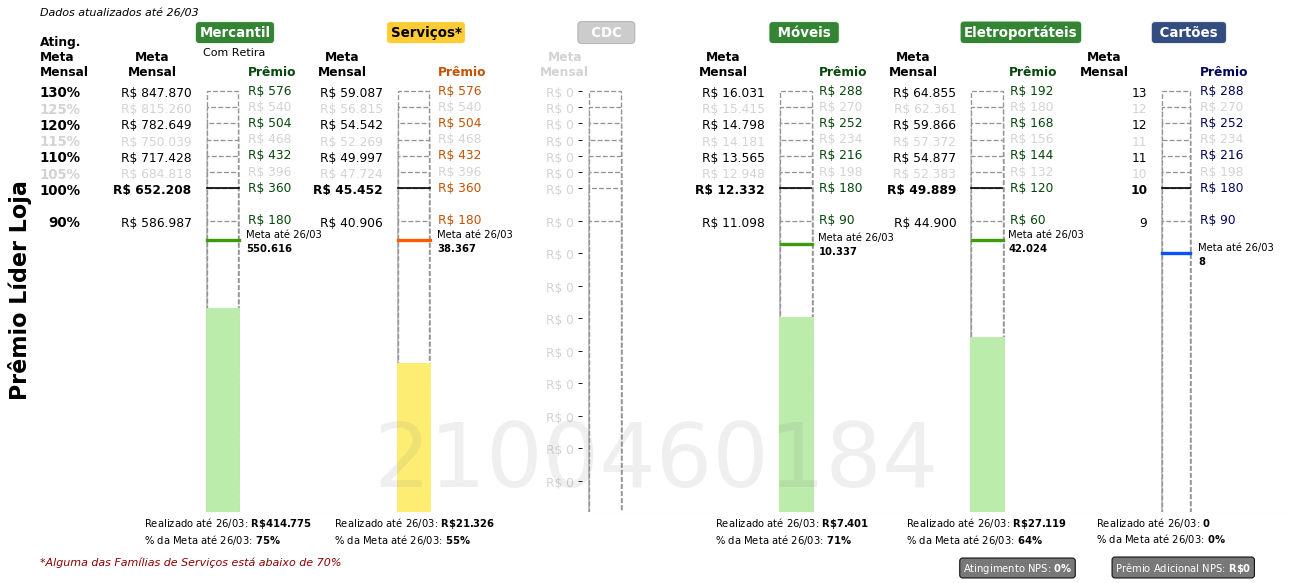 Dados atualizados até 26/03
Mercantil Serviços* CDC Móveis Eletroportáteis Cartões
Com Retira
Ating. Meta Mensal
Meta Mensal Prêmio Meta Mensal Prêmio Meta Mensal Meta Mensal Prêmio Meta Mensal Prêmio Meta Mensal Prêmio
130% R$ 847.870 R$ 576 R$ 59.087 R$ 576 R$ 0 R$ 16.031 R$ 288 R$ 64.855 R$ 192 13 R$ 288
125% R$ 815.260 R$ 540 R$ 56.815 R$ 540 R$ 0 R$ 15.415 R$ 270 R$ 62.361 R$ 180 12 R$ 270
120% R$ 782.649 R$ 504 R$ 54.542 R$ 504 R$ 0 R$ 14.798 R$ 252 R$ 59.866 R$ 168 12 R$ 252
115% R$ 750.039 R$ 468 R$ 52.269 R$ 468 R$ 0 R$ 14.181 R$ 234 R$ 57.372 R$ 156 11 R$ 234
110% R$ 717.428 R$ 432 R$ 49.997 R$ 432 R$ 0 R$ 13.565 R$ 216 R$ 54.877 R$ 144 11 R$ 216
105% R$ 684.818 R$ 396 R$ 47.724 R$ 396 R$ 0 R$ 12.948 R$ 198 R$ 52.383 R$ 132 10 R$ 198
100% R$ 652.208 R$ 360 R$ 45.452 R$ 360 R$ 0 R$ 12.332 R$ 180 R$ 49.889 R$ 120 10 R$ 180
90% R$ 586.987 R$ 180 R$ 40.906 R$ 180 R$ 0 R$ 11.098 R$ 90 R$ 44.900 R$ 60 9 R$ 90
Meta até 26/03 Meta até 26/03 Meta até 26/03 Meta até 26/03 Meta até 26/03
550.616 38.367 10.337 42.024 8
R$ 0
R$ 0
R$ 0
R$ 0
R$ 0
R$ 0
R$ 0
R$ 0
Prêmio Líder Loja
2100460184
Realizado até 26/03: R$414.775 Realizado até 26/03: R$21.326 Realizado até 26/03: R$7.401 Realizado até 26/03: R$27.119 Realizado até 26/03: 0
% da Meta até 26/03: 75% % da Meta até 26/03: 55% % da Meta até 26/03: 71% % da Meta até 26/03: 64% % da Meta até 26/03: 0%
*Alguma das Famílias de Serviços está abaixo de 70%
Atingimento NPS: 0% Prêmio Adicional NPS: R$0